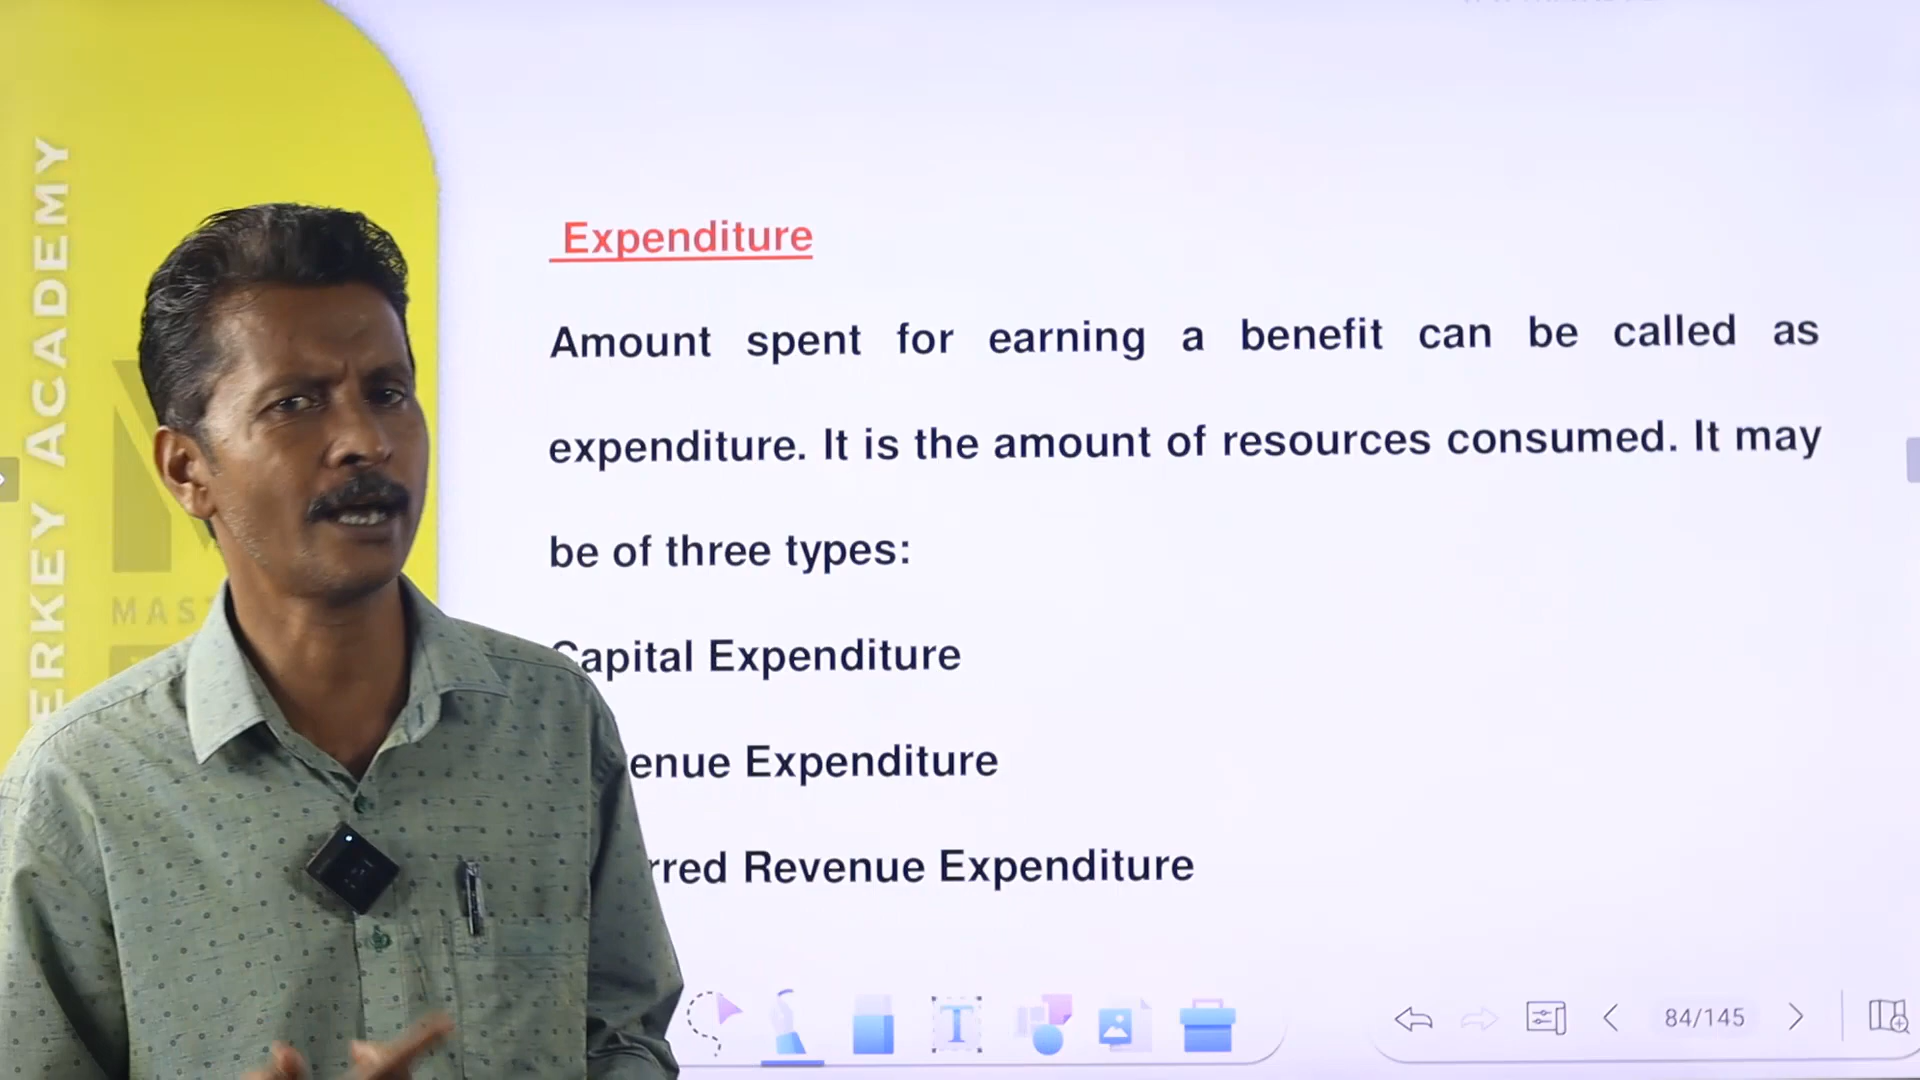 ERKEY ACADEMY
MAS
Expenditure
Amount spent for earning a benefit can be called as
expenditure. It is the amount of resources consumed. It may
be of three types:
Capital Expenditure
enue Expenditure
rred Revenue Expenditure
T
84/145